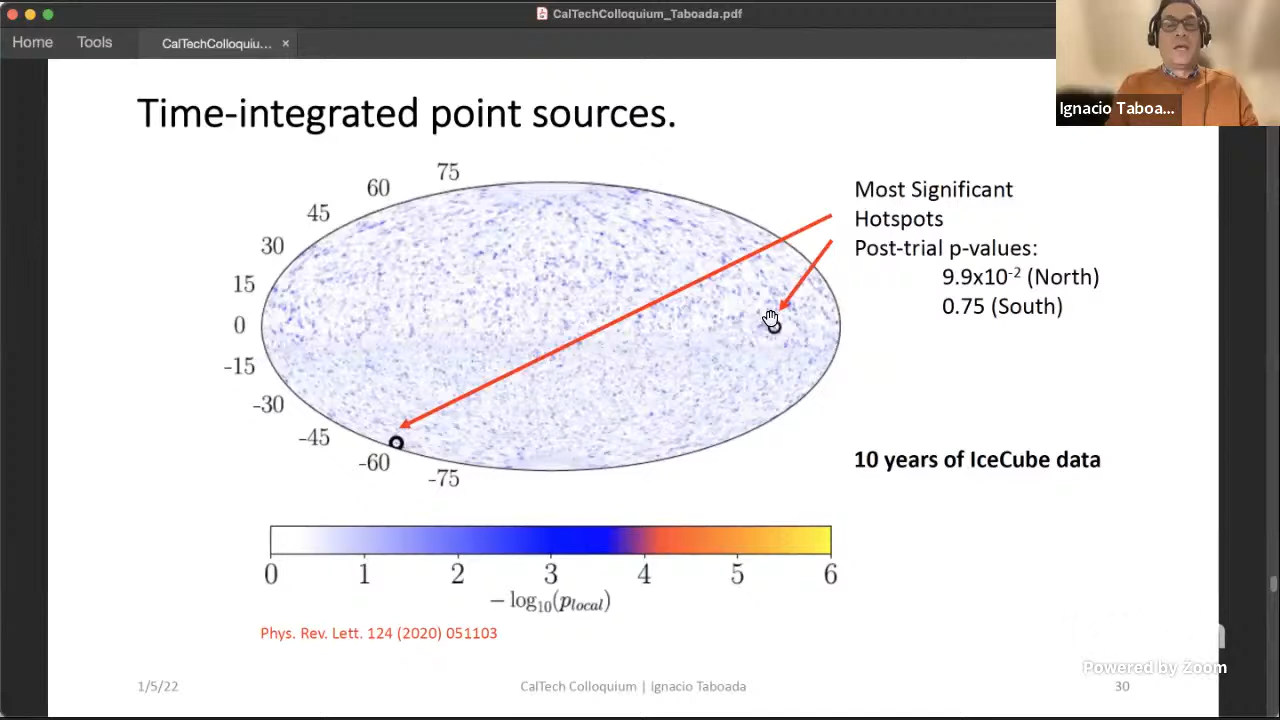 CalTechColloquium_Taboada.pdf
Home Tools CalTechColloquiu... ×
Ignacio Taboa...
Time-integrated point sources.
75
60
45
30
15
0
-15
-30
-45
-60
-75
Most Significant
Hotspots
Post-trial p-values:
9.9x10⁻² (North)
0.75 (South)
10 years of IceCube data
0 1 2 3 4 5 6
− log₁₀(p_local)
Phys. Rev. Lett. 124 (2020) 051103
Powered by Zoom
1/5/22 CalTech Colloquium | Ignacio Taboada 30